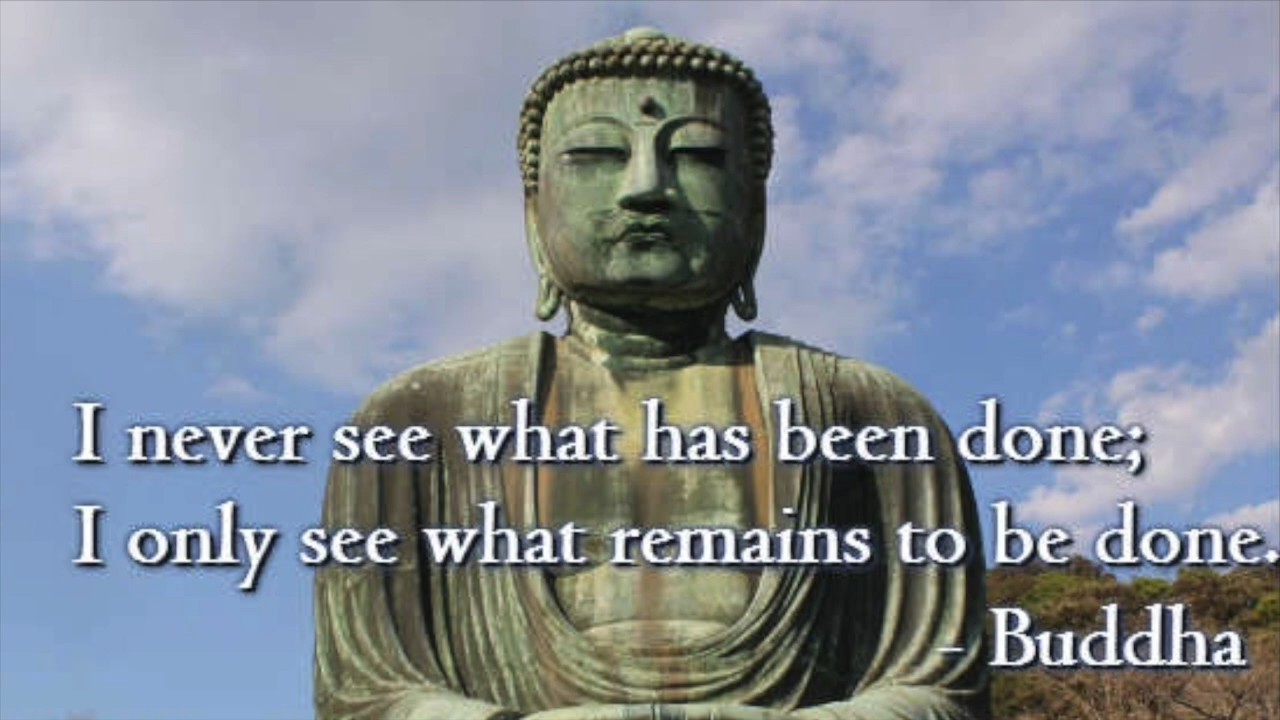 I never see what has been done;
I only see what remains to be done.
- Buddha